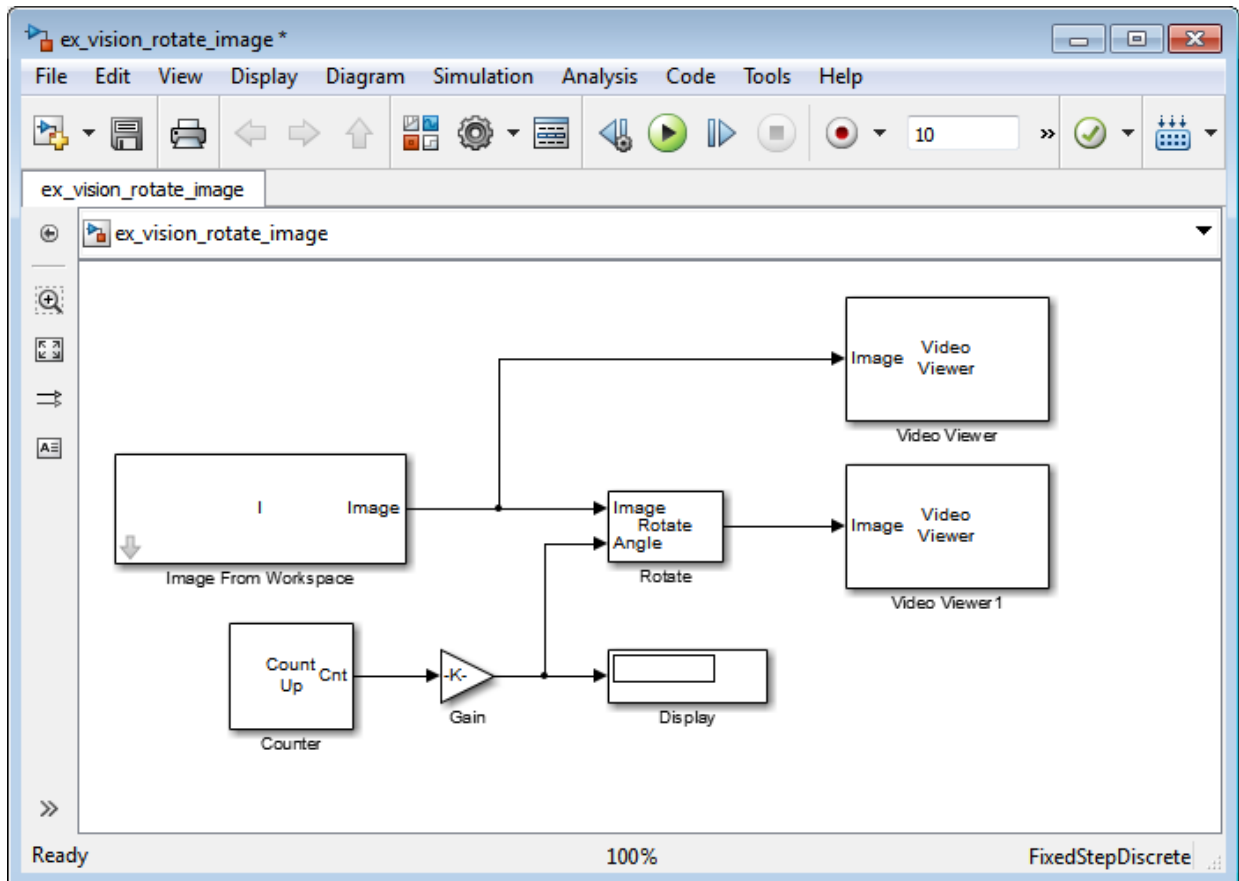 ex_vision_rotate_image *
File Edit View Display Diagram Simulation Analysis Code Tools Help
10 »
ex_vision_rotate_image
ex_vision_rotate_image
Image Video
Viewer
Video Viewer
I Image
Image From Workspace
Image
Rotate
Angle
Rotate
Image Video
Viewer
Video Viewer1
Count
Up
Cnt
Counter
-K-
Gain
Display
Ready 100% FixedStepDiscrete